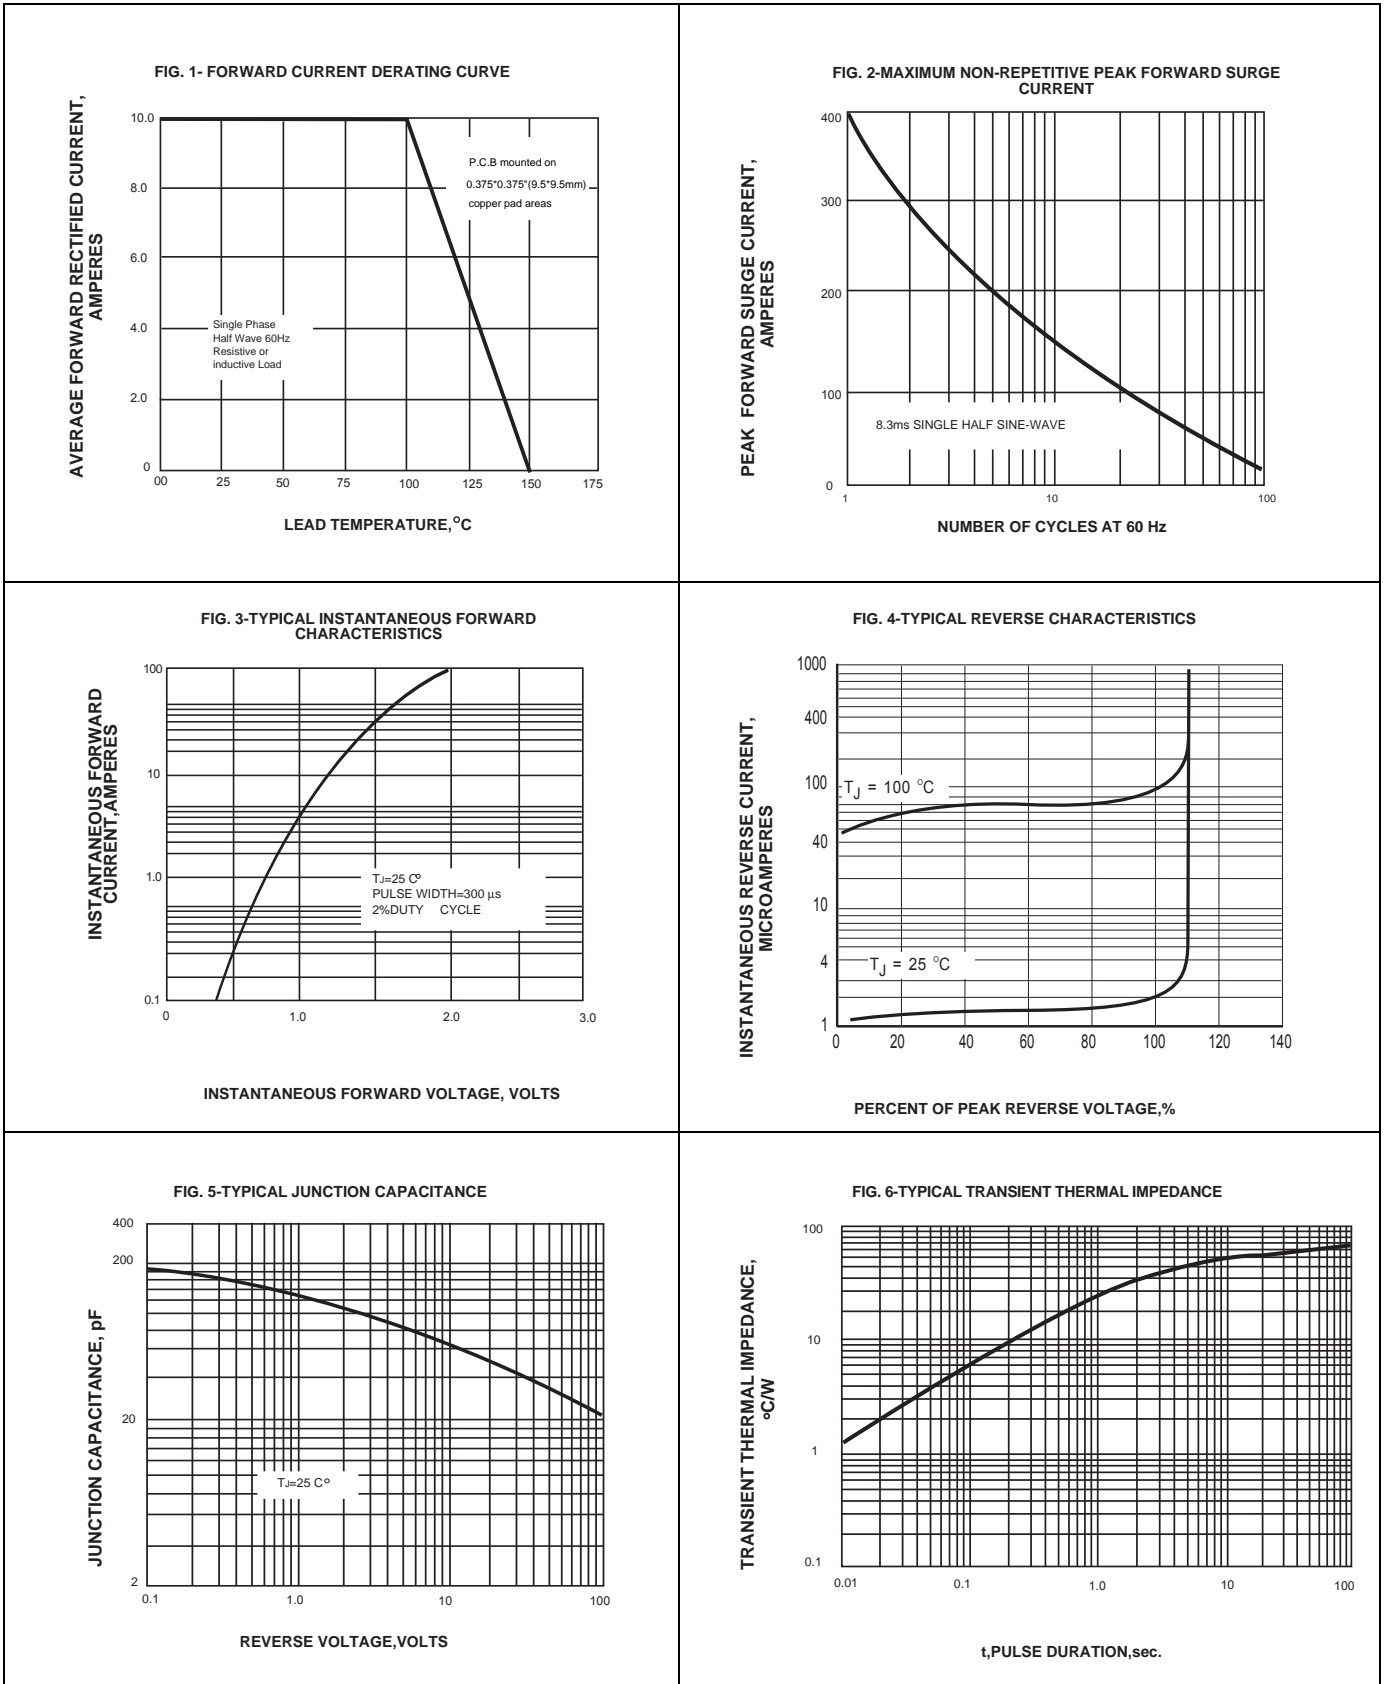 FIG. 1- FORWARD CURRENT DERATING CURVE
AVERAGE FORWARD RECTIFIED CURRENT,
AMPERES
10.0
8.0
6.0
4.0
2.0
0
P.C.B mounted on
0.375*0.375"(9.5*9.5mm)
copper pad areas
Single Phase
Half Wave 60Hz
Resistive or
inductive Load
00 25 50 75 100 125 150 175
LEAD TEMPERATURE,°C
FIG. 2-MAXIMUM NON-REPETITIVE PEAK FORWARD SURGE
CURRENT
PEAK FORWARD SURGE CURRENT,
AMPERES
400
300
200
100
0
8.3ms SINGLE HALF SINE-WAVE
1 10 100
NUMBER OF CYCLES AT 60 Hz
FIG. 3-TYPICAL INSTANTANEOUS FORWARD
CHARACTERISTICS
INSTANTANEOUS FORWARD
CURRENT,AMPERES
100
10
1.0
0.1
TJ=25 C°
PULSE WIDTH=300 µs
2%DUTY CYCLE
0 1.0 2.0 3.0
INSTANTANEOUS FORWARD VOLTAGE, VOLTS
FIG. 4-TYPICAL REVERSE CHARACTERISTICS
INSTANTANEOUS REVERSE CURRENT,
MICROAMPERES
1000
400
100
40
10
4
1
TJ = 100 °C
TJ = 25 °C
0 20 40 60 80 100 120 140
PERCENT OF PEAK REVERSE VOLTAGE,%
FIG. 5-TYPICAL JUNCTION CAPACITANCE
JUNCTION CAPACITANCE, pF
400
200
20
2
TJ=25 C°
0.1 1.0 10 100
REVERSE VOLTAGE,VOLTS
FIG. 6-TYPICAL TRANSIENT THERMAL IMPEDANCE
TRANSIENT THERMAL IMPEDANCE,
°C/W
100
10
1
0.1
0.01 0.1 1.0 10 100
t,PULSE DURATION,sec.